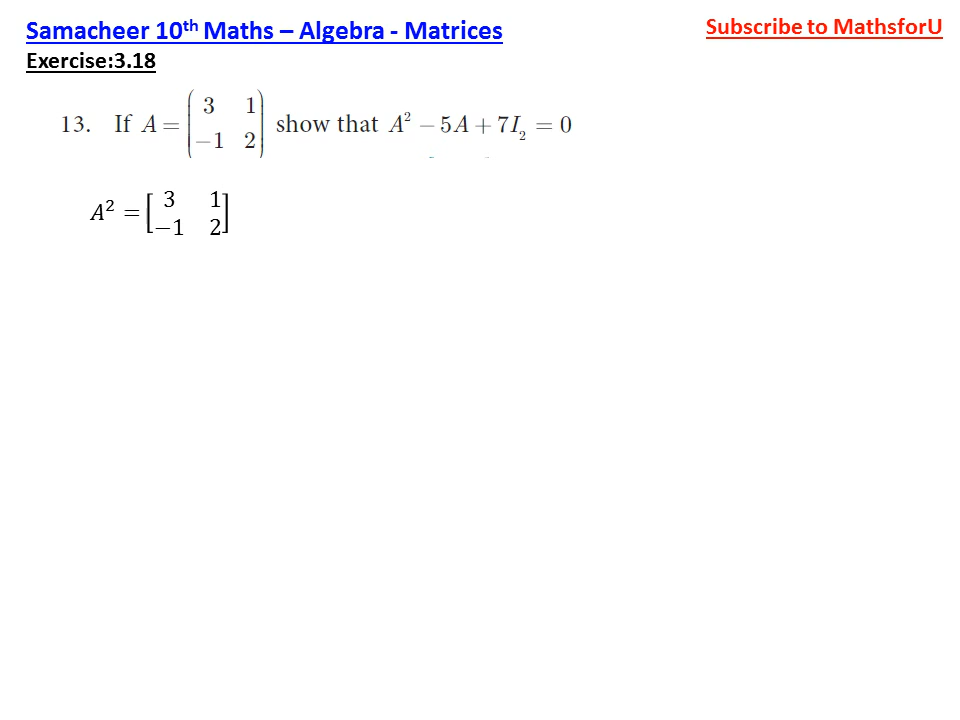 Samacheer 10th Maths – Algebra - Matrices
Subscribe to MathsforU
Exercise:3.18
13. If A = (3 1 −1 2) show that A² − 5A + 7I₂ = 0
A² = [3 1 −1 2]